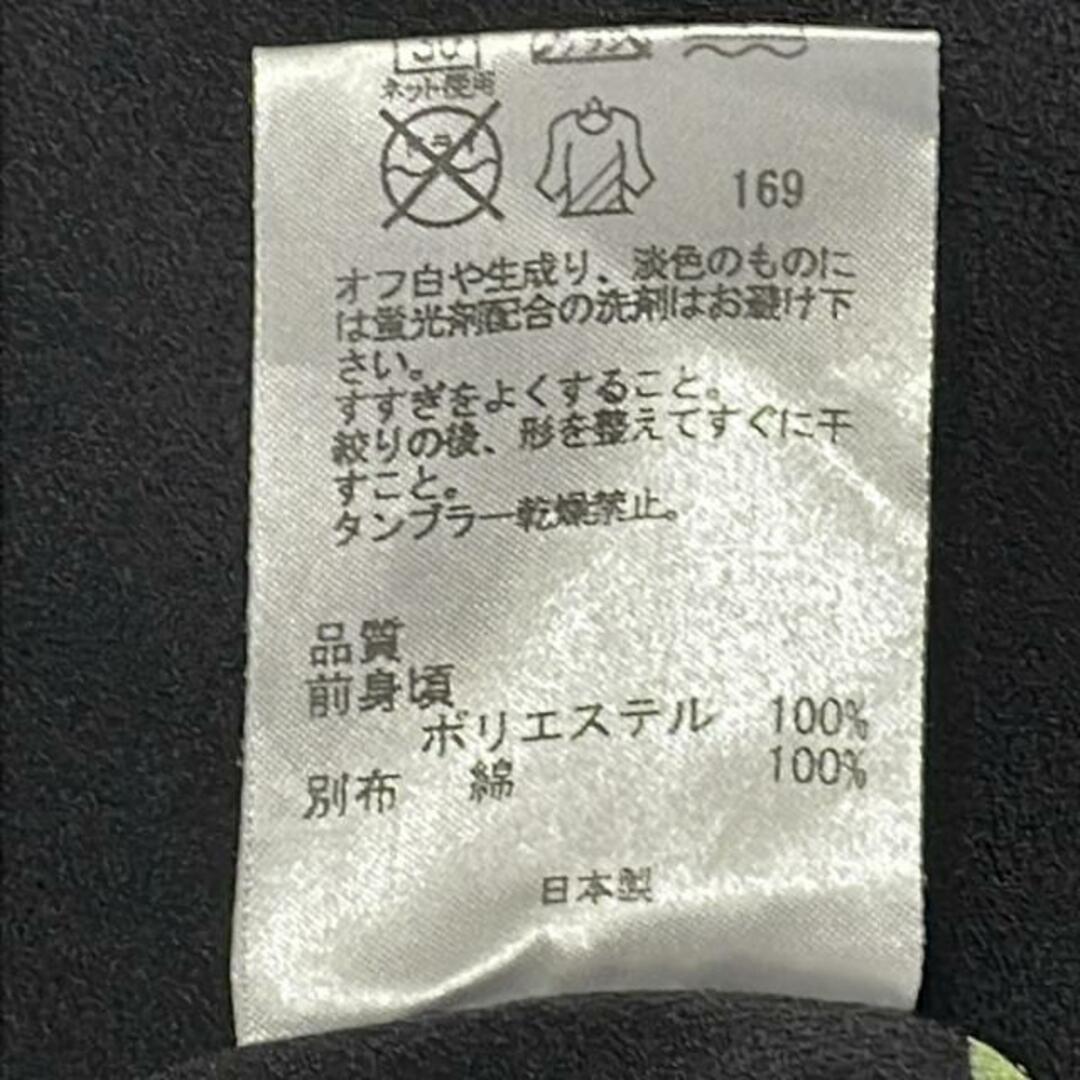 30
ネット使用
ドライ
169
オフ白や生成り、淡色のものに
は蛍光剤配合の洗剤はお避け下
さい。
すすぎをよくすること。
絞りの後、形を整えてすぐに干
すこと。
タンブラー乾燥禁止。
品質
前身頃
ポリエステル 100%
別布 綿 100%
日本製